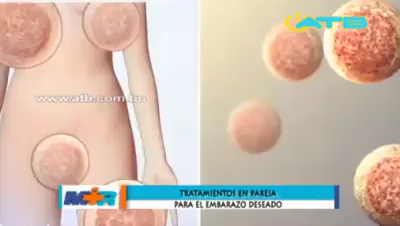 ATB
www.atb.com.bo
TRATAMIENTOS EN PAREJA
PARA EL EMBARAZO DESEADO